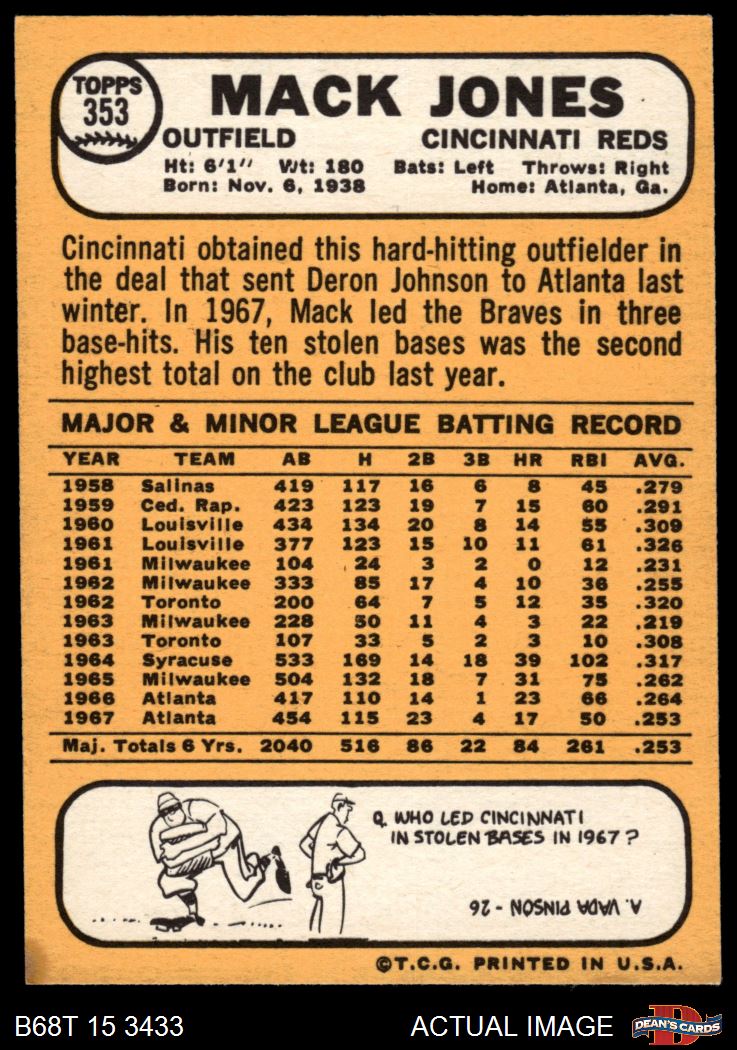 TOPPS
353
MACK JONES
OUTFIELD CINCINNATI REDS
Ht: 6'1" Wt: 180 Bats: Left Throws: Right
Born: Nov. 6, 1938 Home: Atlanta, Ga.
Cincinnati obtained this hard-hitting outfielder in
the deal that sent Deron Johnson to Atlanta last
winter. In 1967, Mack led the Braves in three
base-hits. His ten stolen bases was the second
highest total on the club last year.
MAJOR & MINOR LEAGUE BATTING RECORD
YEAR TEAM AB H 2B 3B HR RBI AVG.
1958 Salinas 419 117 16 6 8 45 .279
1959 Ced. Rap. 423 123 19 7 15 60 .291
1960 Louisville 434 134 20 8 14 55 .309
1961 Louisville 377 123 15 10 11 61 .326
1961 Milwaukee 104 24 3 2 0 12 .231
1962 Milwaukee 333 85 17 4 10 36 .255
1962 Toronto 200 64 7 5 12 35 .320
1963 Milwaukee 228 50 11 4 3 22 .219
1963 Toronto 107 33 5 2 3 10 .308
1964 Syracuse 533 169 14 18 39 102 .317
1965 Milwaukee 504 132 18 7 31 75 .262
1966 Atlanta 417 110 14 1 23 66 .264
1967 Atlanta 454 115 23 4 17 50 .253
Maj. Totals 6 Yrs. 2040 516 86 22 84 261 .253
Q. WHO LED CINCINNATI
IN STOLEN BASES IN 1967?
A. VADA PINSON - 26
©T.C.G. PRINTED IN U.S.A.
B68T 15 3433 ACTUAL IMAGE DEAN'S CARDS